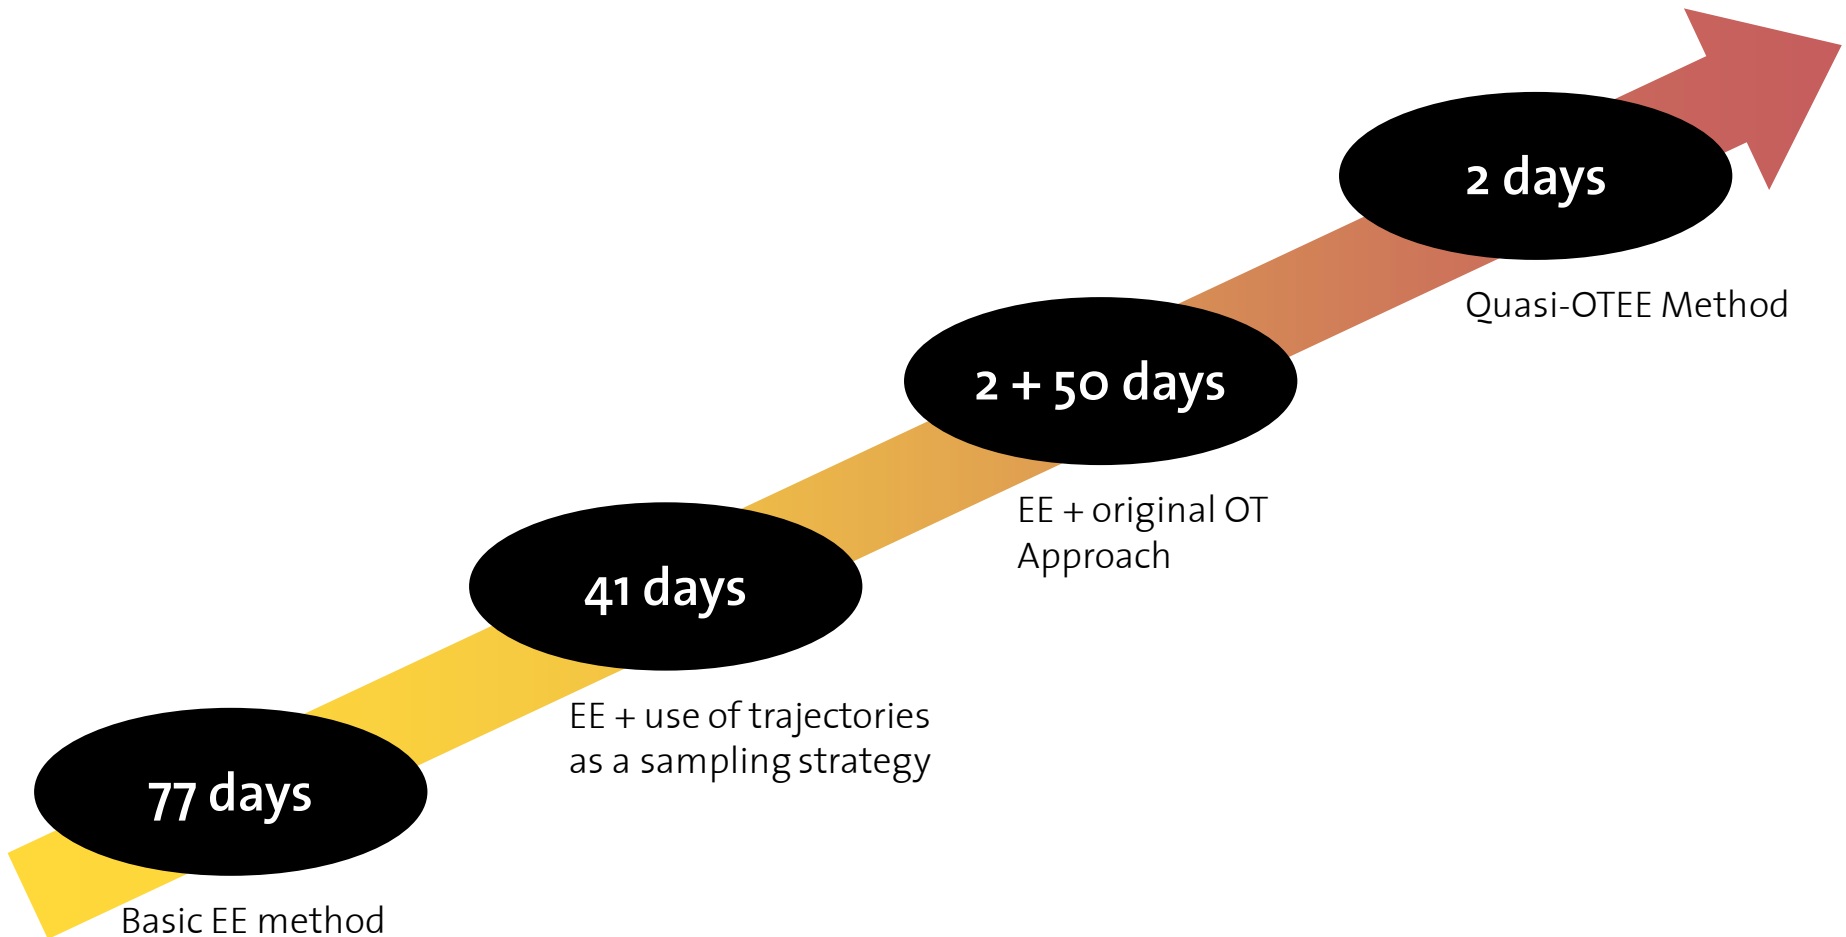 2 days
Quasi-OTEE Method
2 + 50 days
EE + original OT
Approach
41 days
EE + use of trajectories
as a sampling strategy
77 days
Basic EE method